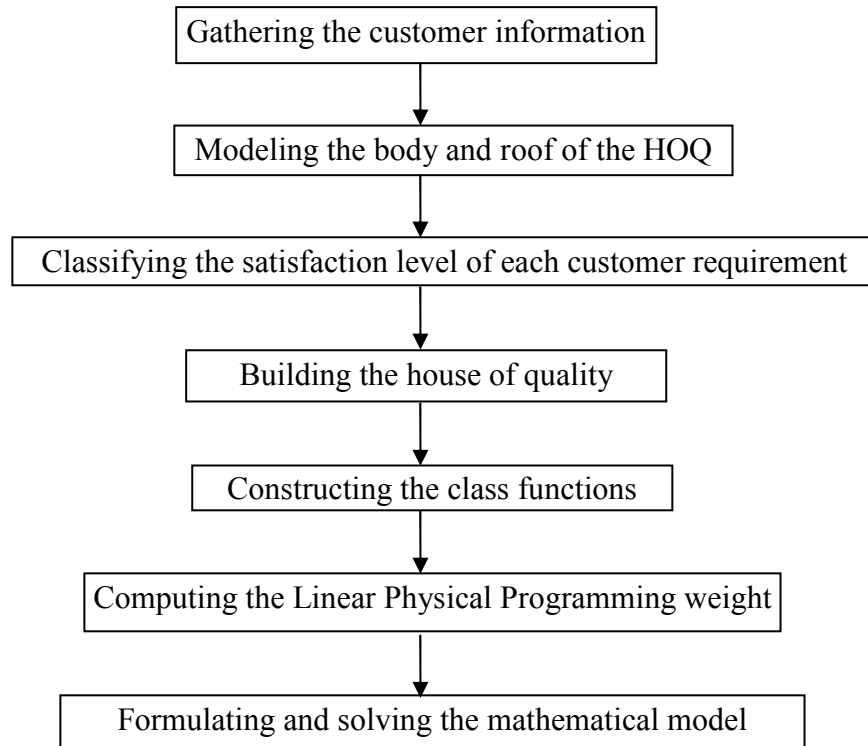 Gathering the customer information
Modeling the body and roof of the HOQ
Classifying the satisfaction level of each customer requirement
Building the house of quality
Constructing the class functions
Computing the Linear Physical Programming weight
Formulating and solving the mathematical model